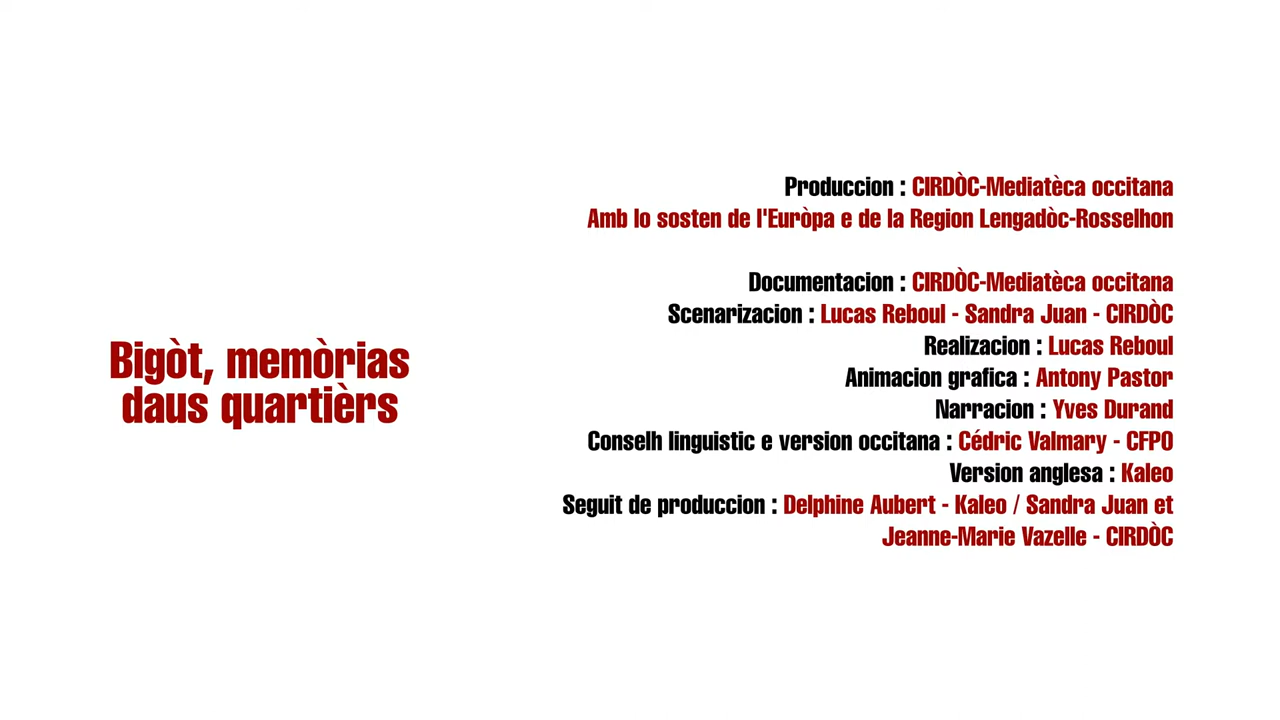 Bigòt, memòrias
daus quartièrs
Produccion : CIRDÒC-Mediatèca occitana
Amb lo sosten de l'Euròpa e de la Region Lengadòc-Rosselhon
Documentacion : CIRDÒC-Mediatèca occitana
Scenarizacion : Lucas Reboul - Sandra Juan - CIRDÒC
Realizacion : Lucas Reboul
Animacion grafica : Antony Pastor
Narracion : Yves Durand
Conselh linguistic e version occitana : Cédric Valmary - CFPO
Version anglesa : Kaleo
Seguit de produccion : Delphine Aubert - Kaleo / Sandra Juan et
Jeanne-Marie Vazelle - CIRDÒC